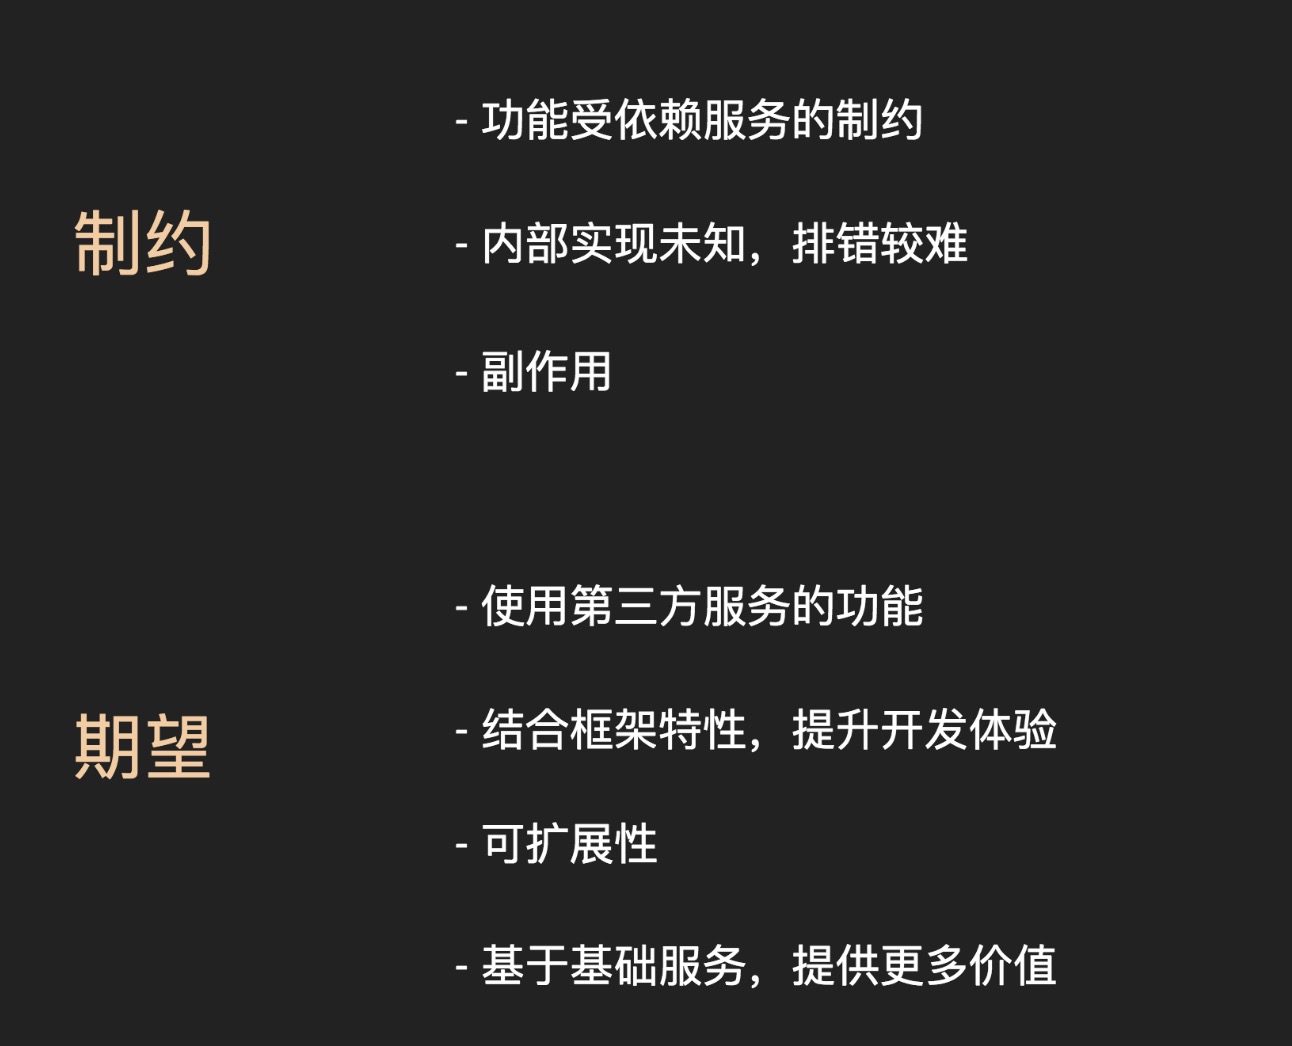 制约
- 功能受依赖服务的制约
- 内部实现未知，排错较难
- 副作用
期望
- 使用第三方服务的功能
- 结合框架特性，提升开发体验
- 可扩展性
- 基于基础服务，提供更多价值